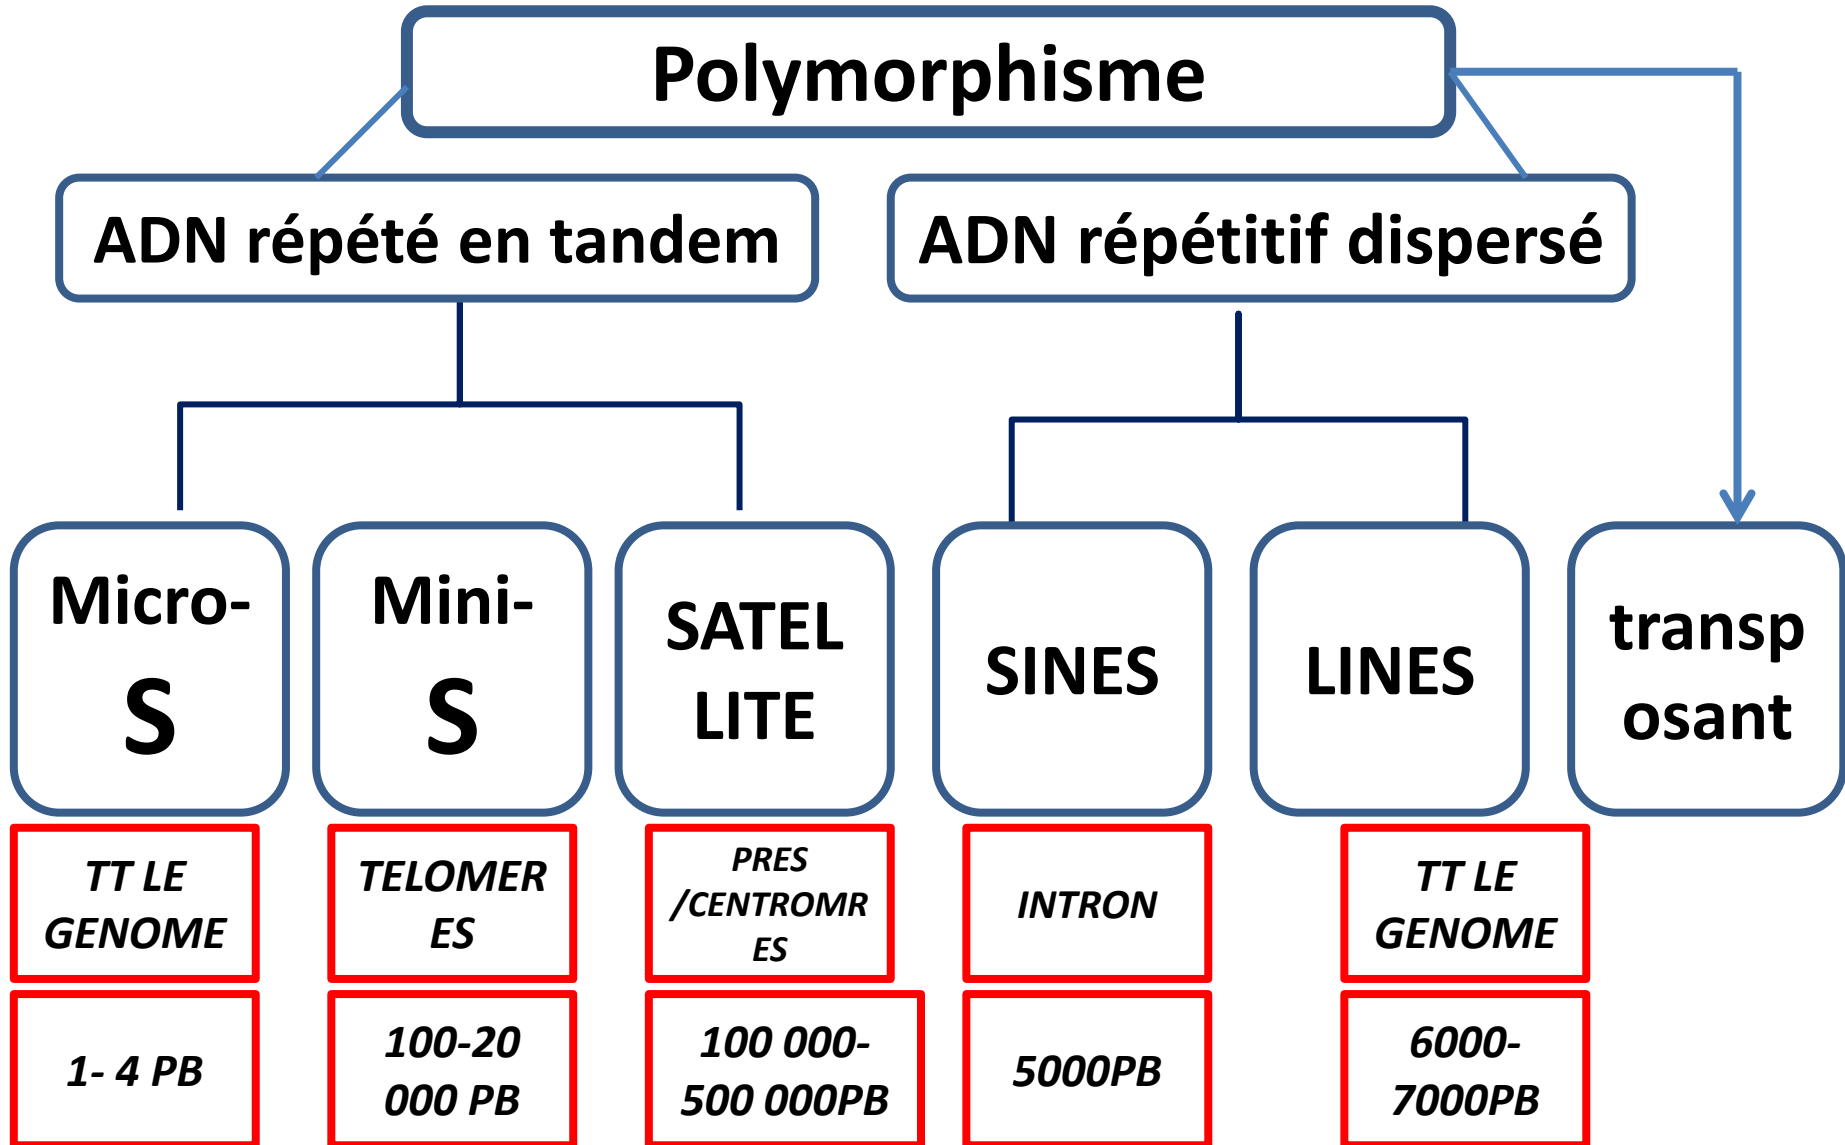 Polymorphisme
ADN répété en tandem
ADN répétitif dispersé
Micro-
S
Mini-
S
SATEL
LITE
SINES
LINES
transp
osant
TT LE
GENOME
TELOMER
ES
PRES
/CENTROMR
ES
INTRON
TT LE
GENOME
1- 4 PB
100-20
000 PB
100 000-
500 000PB
5000PB
6000-
7000PB